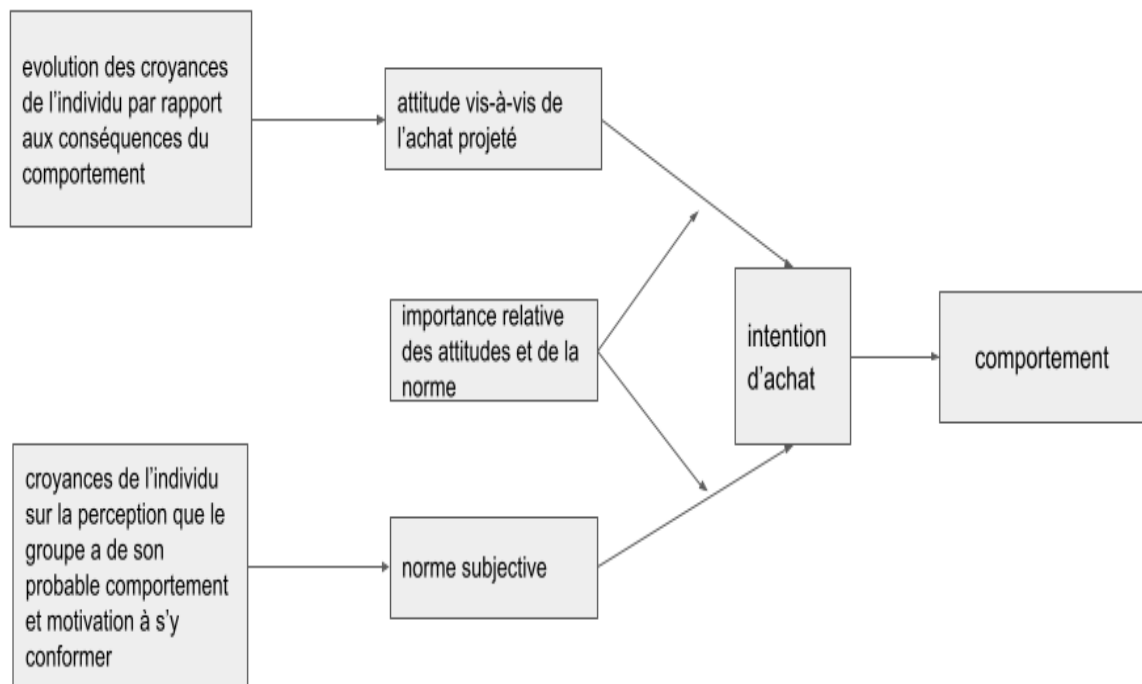 evolution des croyances
de l'individu par rapport
aux conséquences du
comportement
attitude vis-à-vis de
l'achat projeté
importance relative
des attitudes et de la
norme
intention
d'achat
comportement
croyances de l'individu
sur la perception que le
groupe a de son
probable comportement
et motivation à s'y
conformer
norme subjective